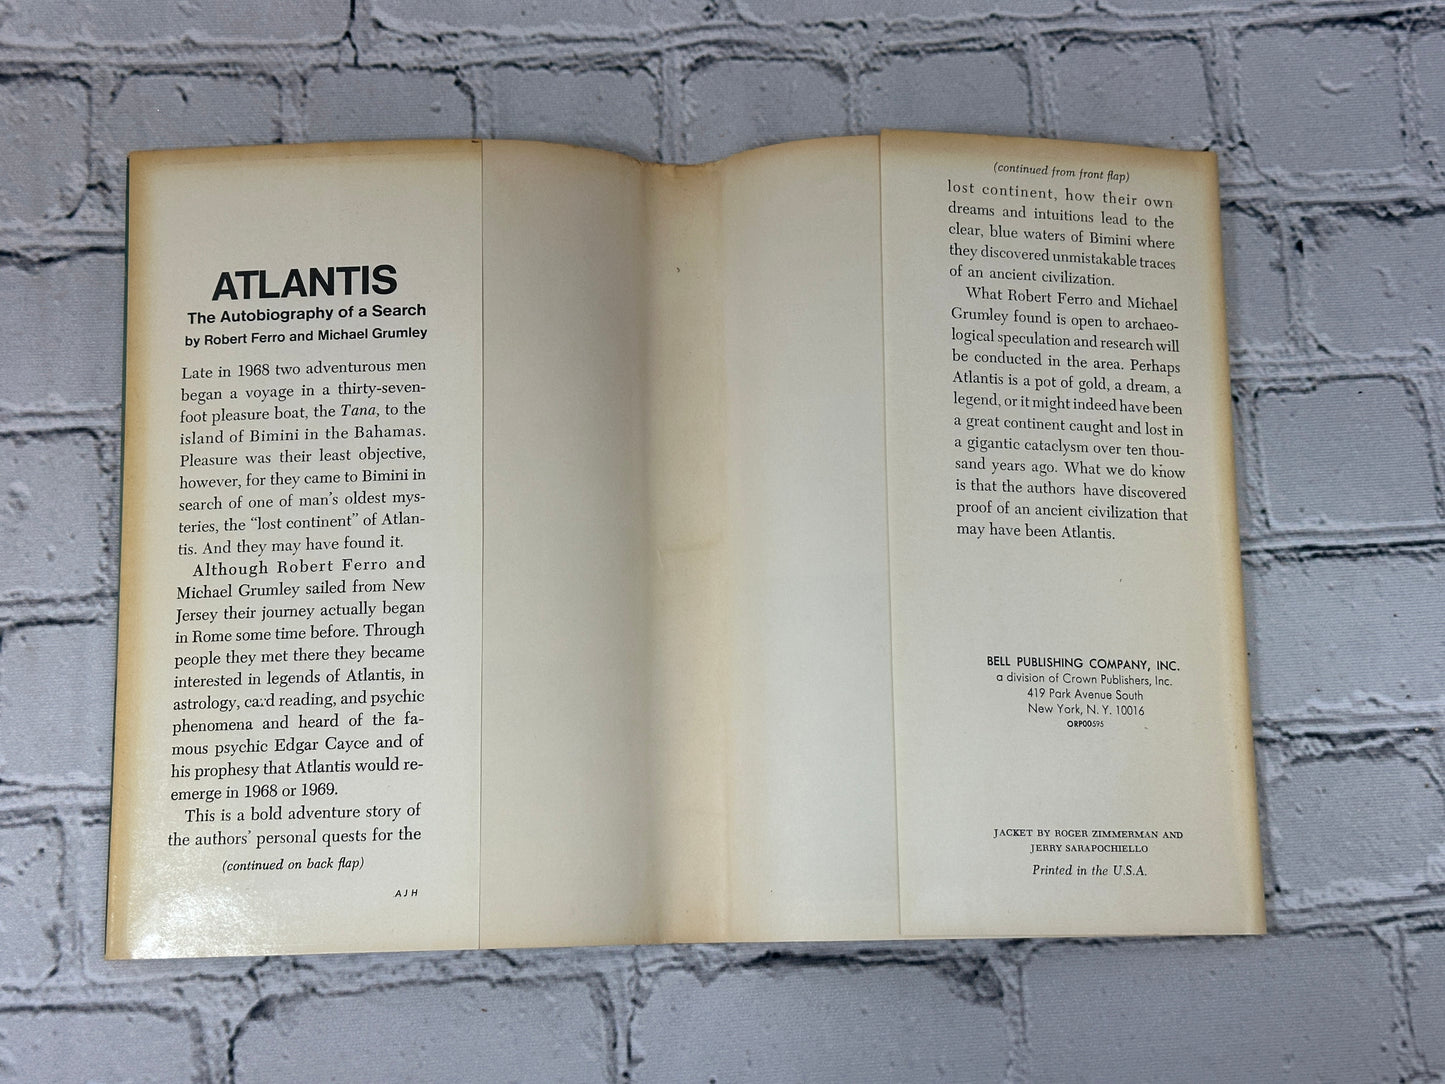 ATLANTIS
The Autobiography of a Search
by Robert Ferro and Michael Grumley
Late in 1968 two adventurous men
began a voyage in a thirty-seven-
foot pleasure boat, the Tana, to the
island of Bimini in the Bahamas.
Pleasure was their least objective,
however, for they came to Bimini in
search of one of man's oldest mys-
teries, the "lost continent" of Atlan-
tis. And they may have found it.
Although Robert Ferro and
Michael Grumley sailed from New
Jersey their journey actually began
in Rome some time before. Through
people they met there they became
interested in legends of Atlantis, in
astrology, card reading, and psychic
phenomena and heard of the fa-
mous psychic Edgar Cayce and of
his prophesy that Atlantis would re-
emerge in 1968 or 1969.
This is a bold adventure story of
the authors' personal quests for the
(continued on back flap)
AJH
(continued from front flap)
lost continent, how their own
dreams and intuitions lead to the
clear, blue waters of Bimini where
they discovered unmistakable traces
of an ancient civilization.
What Robert Ferro and Michael
Grumley found is open to archaeo-
logical speculation and research will
be conducted in the area. Perhaps
Atlantis is a pot of gold, a dream, a
legend, or it might indeed have been
a great continent caught and lost in
a gigantic cataclysm over ten thou-
sand years ago. What we do know
is that the authors have discovered
proof of an ancient civilization that
may have been Atlantis.
BELL PUBLISHING COMPANY, INC.
a division of Crown Publishers, Inc.
419 Park Avenue South
New York, N. Y. 10016
ORP00595
JACKET BY ROGER ZIMMERMAN AND
JERRY SARAPOCHIELLO
Printed in the U.S.A.